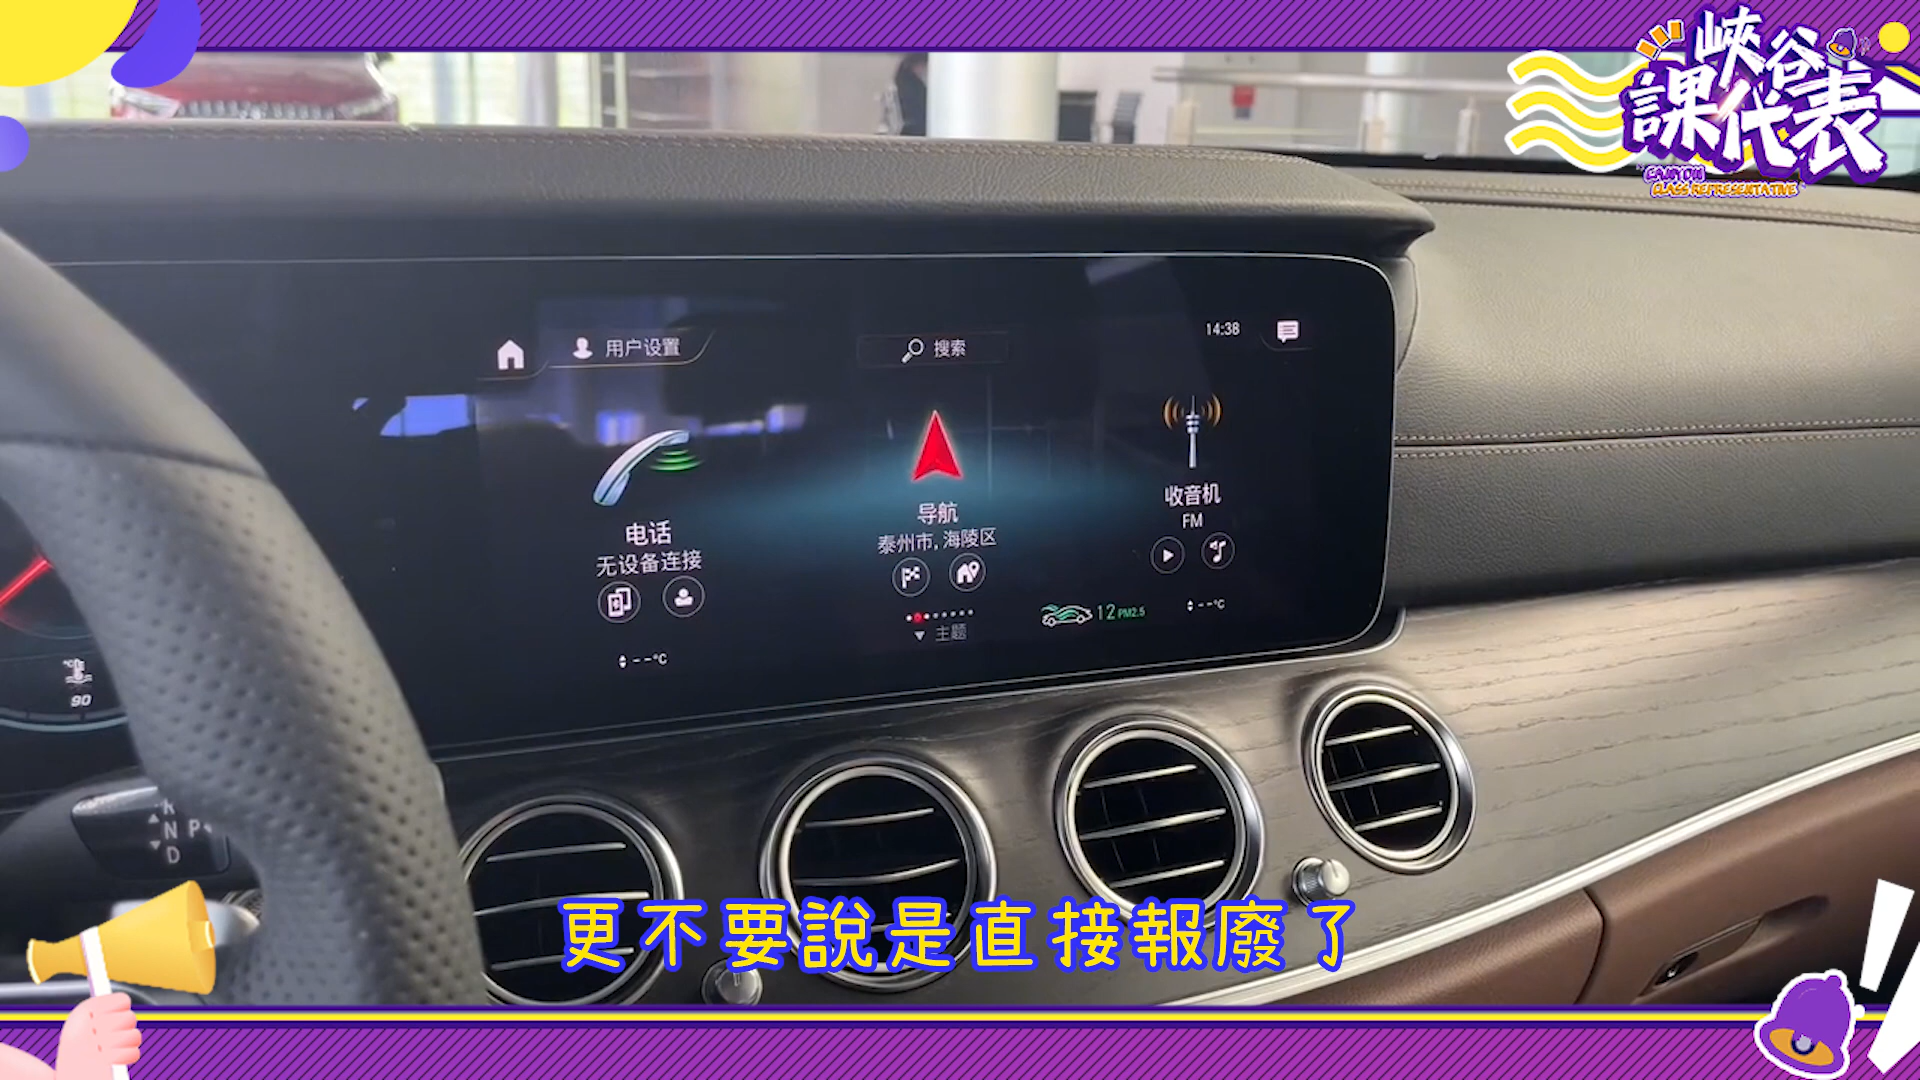 峽谷
課代表
CANYON
CLASS REPRESENTATIVE
14:38
用户设置
搜索
电话
无设备连接
导航
泰州市,海陵区
收音机
FM
主题
12 PM2.5
--°C
--°C
°C
90
R
N
D
P
更不要說是直接報廢了